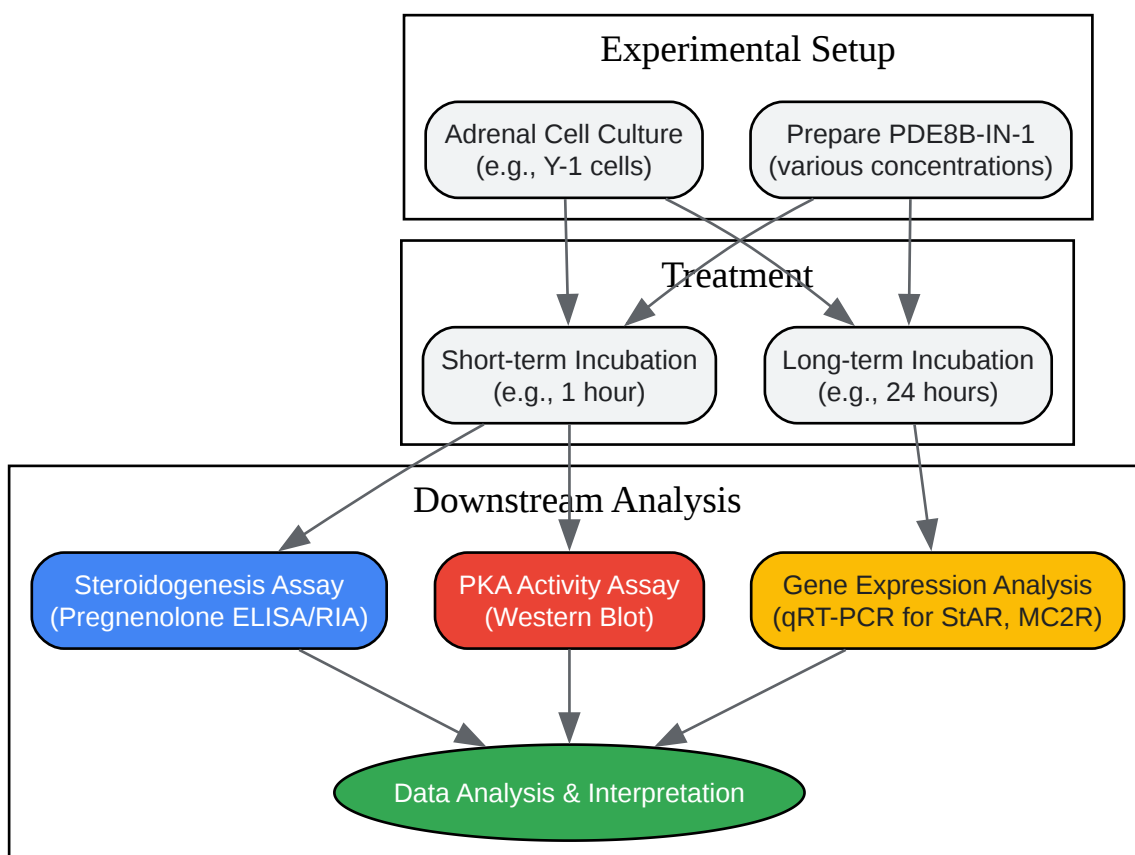 Experimental Setup
Adrenal Cell Culture
(e.g., Y-1 cells)
Prepare PDE8B-IN-1
(various concentrations)
Treatment
Short-term Incubation
(e.g., 1 hour)
Long-term Incubation
(e.g., 24 hours)
Downstream Analysis
Steroidogenesis Assay
(Pregnenolone ELISA/RIA)
PKA Activity Assay
(Western Blot)
Gene Expression Analysis
(qRT-PCR for StAR, MC2R)
Data Analysis & Interpretation